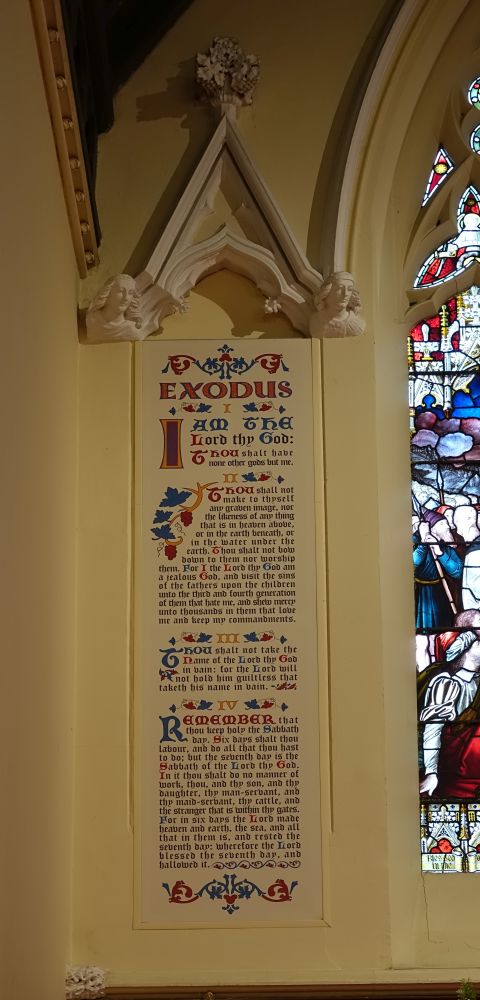 EXODUS
I
I AM THE
Lord thy God:
Thou shalt have
none other gods but me.
II
Thou shalt not
make to thyself
any graven image, nor
the likeness of any thing
that is in heaven above,
or in the earth beneath, or
in the water under the
earth. Thou shalt not bow
down to them nor worship
them. For I the Lord thy God am
a jealous God, and visit the sins
of the fathers upon the children
unto the third and fourth generation
of them that hate me, and shew mercy
unto thousands in them that love
me and keep my commandments.
III
Thou shalt not take the
Name of the Lord thy God
in vain: for the Lord will
not hold him guiltless that
taketh his name in vain.
IV
REMEMBER that
thou keep holy the Sabbath
day. Six days shalt thou
labour, and do all that thou hast
to do; but the seventh day is the
Sabbath of the Lord thy God.
In it thou shalt do no manner of
work, thou, and thy son, and thy
daughter, thy man-servant, and
thy maid-servant, thy cattle, and
the stranger that is within thy gates.
For in six days the Lord made
heaven and earth, the sea, and all
that in them is, and rested the
seventh day: wherefore the Lord
blessed the seventh day, and
hallowed it.